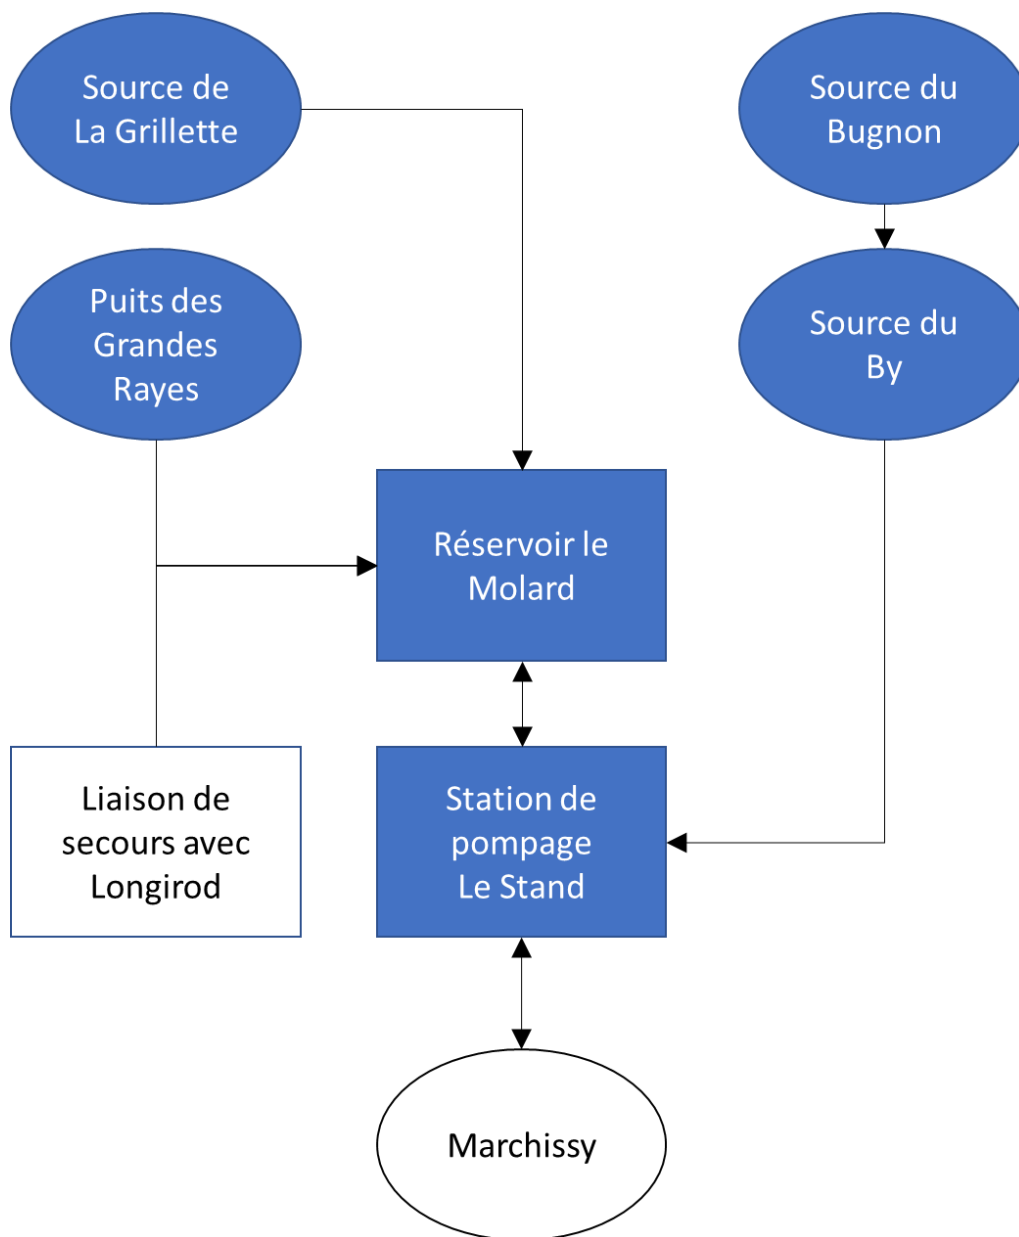 Source de
La Grillette
Source du
Bugnon
Puits des
Grandes
Rayes
Source du
By
Réservoir le
Molard
Liaison de
secours avec
Longirod
Station de
pompage
Le Stand
Marchissy